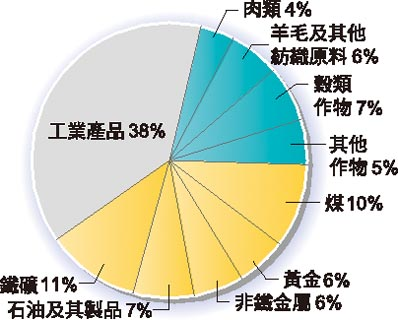 肉類 4%
羊毛及其他
紡織原料 6%
穀類
作物 7%
其他
作物 5%
煤 10%
黃金 6%
非鐵金屬 6%
石油及其製品 7%
鐵礦 11%
工業產品 38%